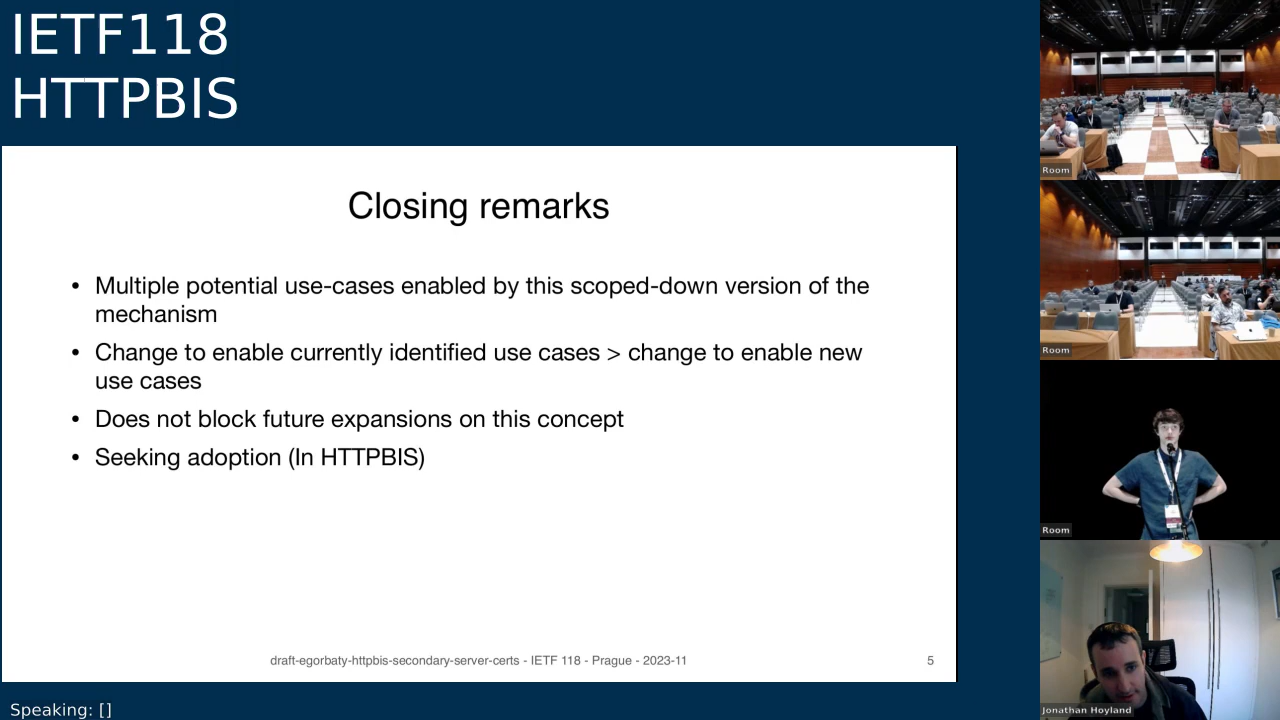 IETF118
HTTPBIS
Closing remarks
• Multiple potential use-cases enabled by this scoped-down version of the
mechanism
• Change to enable currently identified use cases > change to enable new
use cases
• Does not block future expansions on this concept
• Seeking adoption (In HTTPBIS)
draft-egorbaty-httpbis-secondary-server-certs - IETF 118 - Prague - 2023-11
5
Speaking: []
Room
Room
Room
Jonathan Hoyland